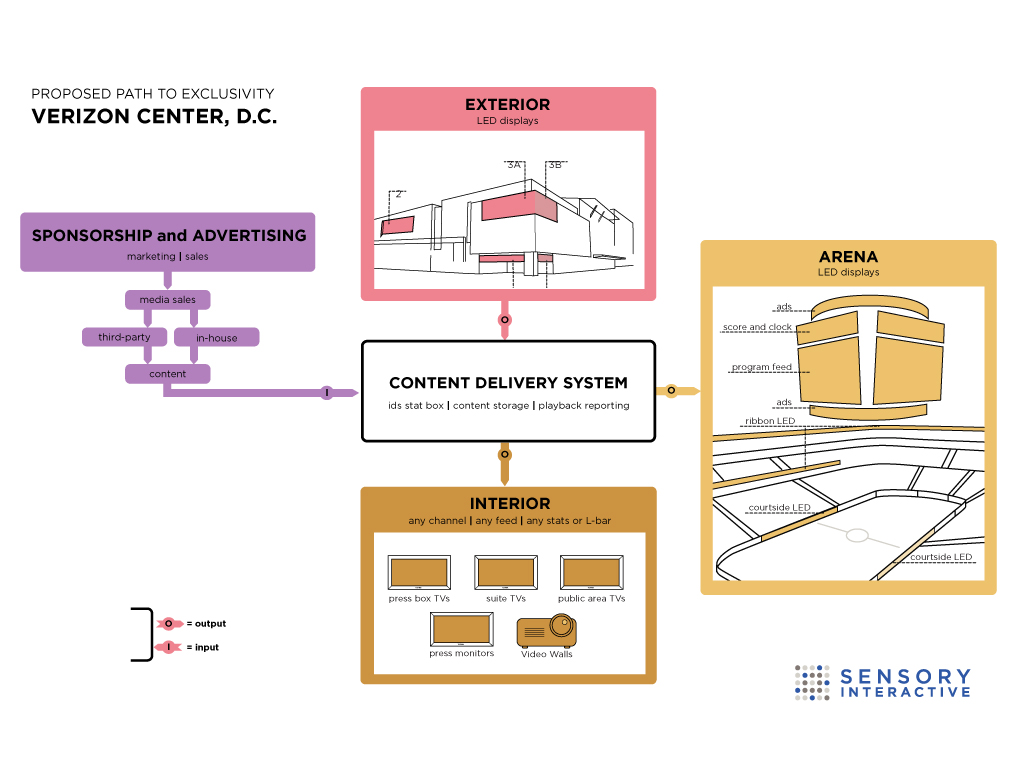 PROPOSED PATH TO EXCLUSIVITY
VERIZON CENTER, D.C.
EXTERIOR
LED displays
3A
3B
2
SPONSORSHIP and ADVERTISING
marketing | sales
media sales
third-party
in-house
content
I
O
CONTENT DELIVERY SYSTEM
ids stat box | content storage | playback reporting
O
O
ARENA
LED displays
ads
score and clock
program feed
ads
ribbon LED
courtside LED
courtside LED
INTERIOR
any channel | any feed | any stats or L-bar
press box TVs
suite TVs
public area TVs
press monitors
Video Walls
O = output
I = input
SENSORY
INTERACTIVE